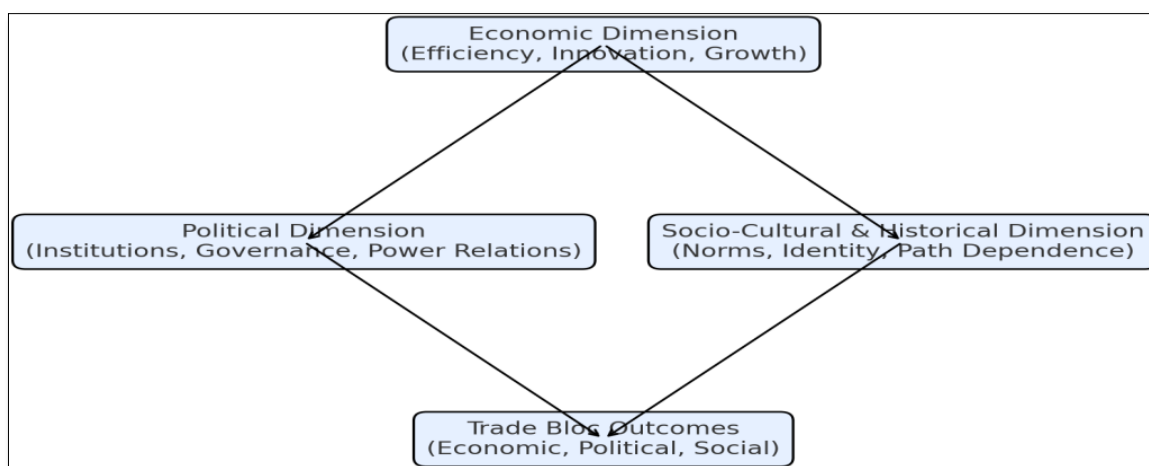 Economic Dimension
(Efficiency, Innovation, Growth)
Political Dimension
(Institutions, Governance, Power Relations)
Socio-Cultural & Historical Dimension
(Norms, Identity, Path Dependence)
Trade Bloc Outcomes
(Economic, Political, Social)